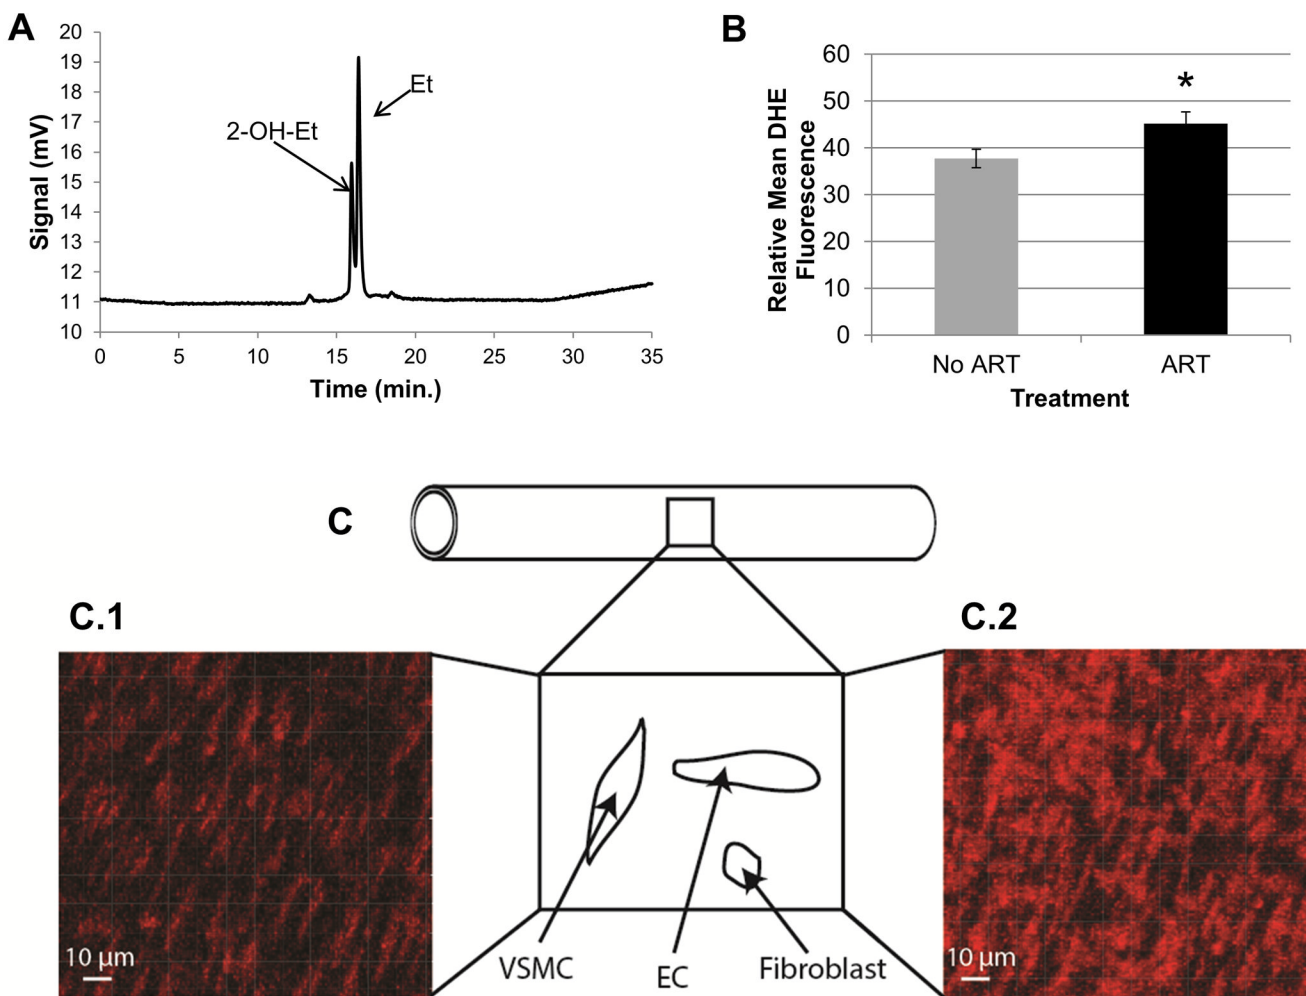 A
20
19
18
17
16
15
14
13
12
11
10
Signal (mV)
2-OH-Et
Et
0
5
10
15
20
25
30
35
Time (min.)
B
60
50
40
30
20
10
0
Relative Mean DHE
Fluorescence
*
No ART
ART
Treatment
C
C.1
C.2
10 µm
VSMC
EC
Fibroblast
10 µm